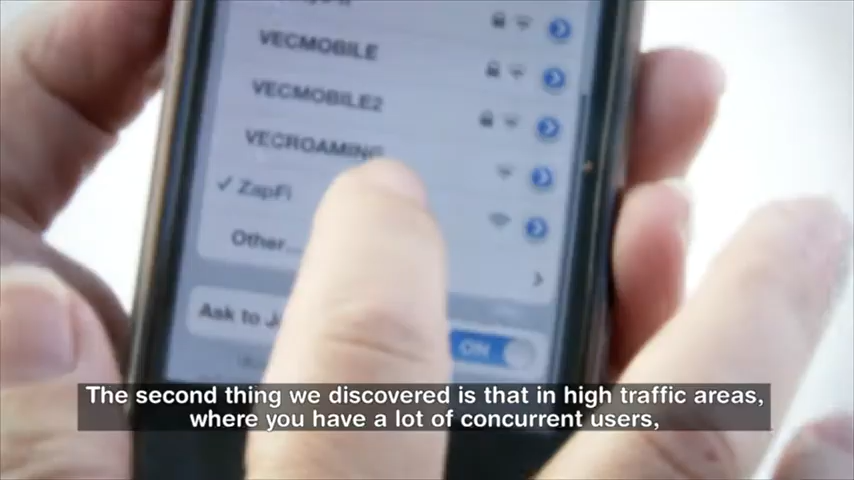 VECMOBILE
VECMOBILE2
VECROAMING
✓ ZapFi
Other...
Ask to
ON
The second thing we discovered is that in high traffic areas,
where you have a lot of concurrent users,